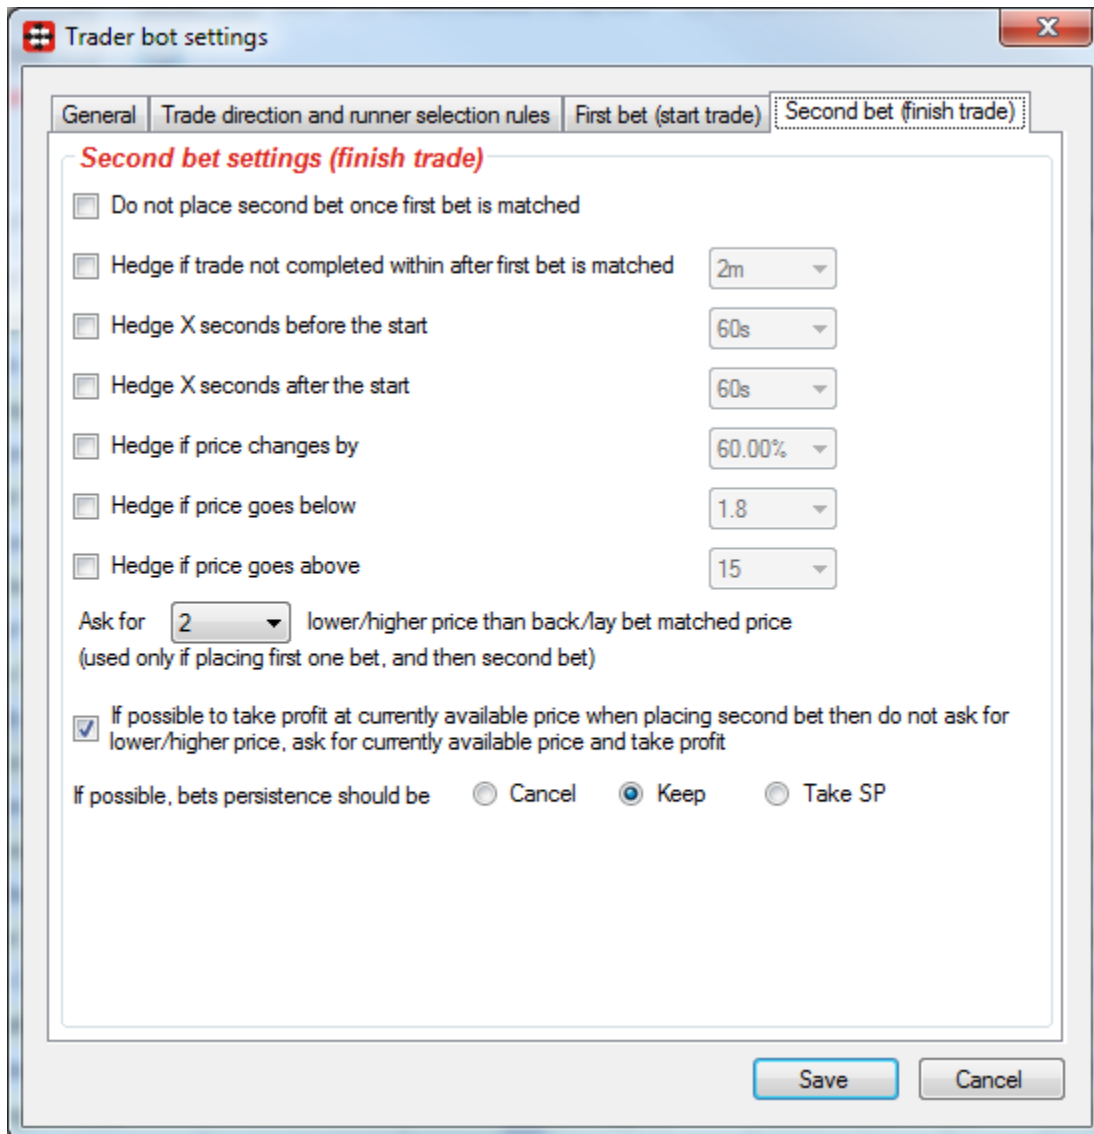 Trader bot settings
General
Trade direction and runner selection rules
First bet (start trade)
Second bet (finish trade)
Second bet settings (finish trade)
Do not place second bet once first bet is matched
Hedge if trade not completed within after first bet is matched 2m
Hedge X seconds before the start 60s
Hedge X seconds after the start 60s
Hedge if price changes by 60.00%
Hedge if price goes below 1.8
Hedge if price goes above 15
Ask for 2 lower/higher price than back/lay bet matched price
(used only if placing first one bet, and then second bet)
If possible to take profit at currently available price when placing second bet then do not ask for
lower/higher price, ask for currently available price and take profit
If possible, bets persistence should be Cancel Keep Take SP
Save Cancel